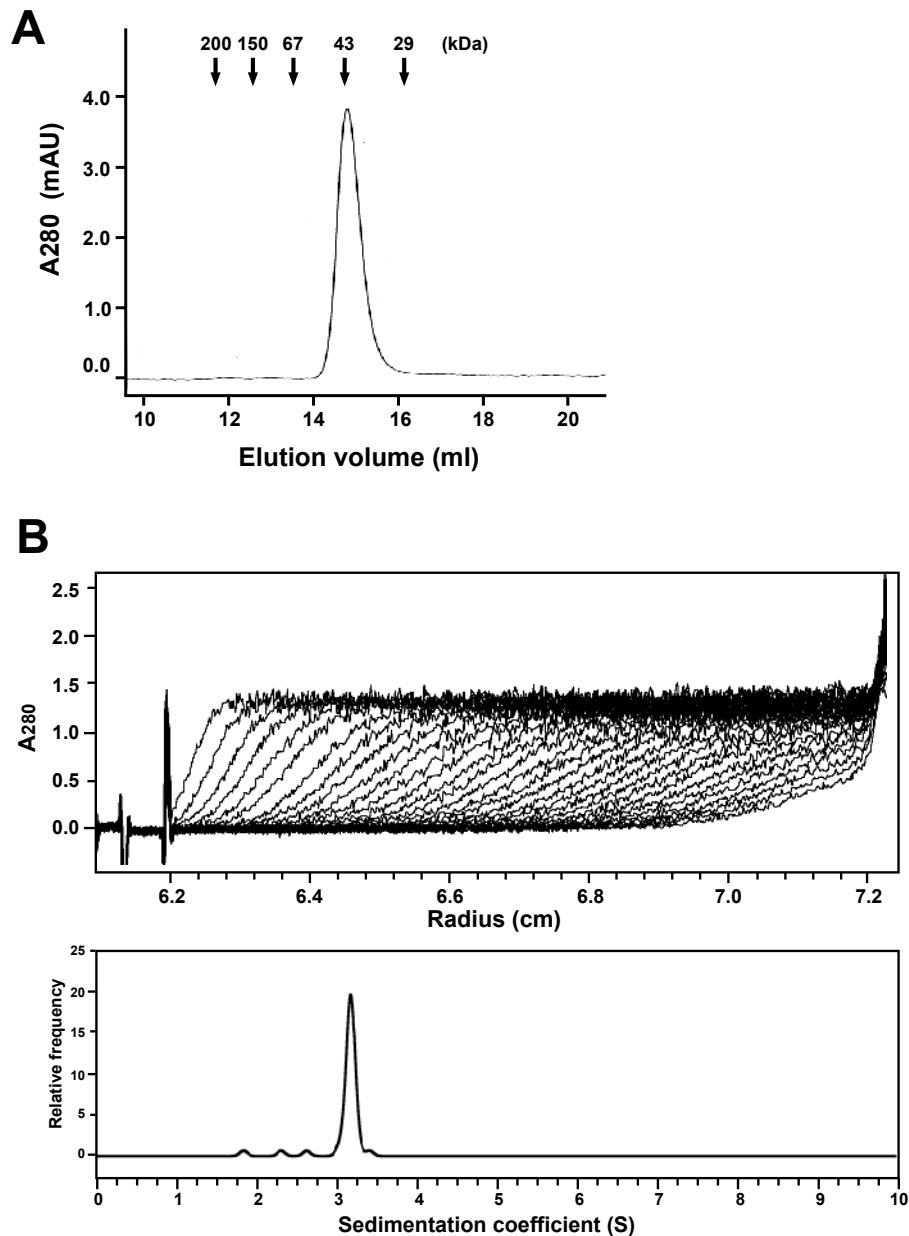 A
200 150 67 43 29 (kDa)
4.0
3.0
2.0
1.0
0.0
A280 (mAU)
10 12 14 16 18 20
Elution volume (ml)
B
2.5
2.0
1.5
1.0
0.5
0.0
A280
6.2 6.4 6.6 6.8 7.0 7.2
Radius (cm)
25
20
15
10
5
0
Relative frequency
0 1 2 3 4 5 6 7 8 9 10
Sedimentation coefficient (S)